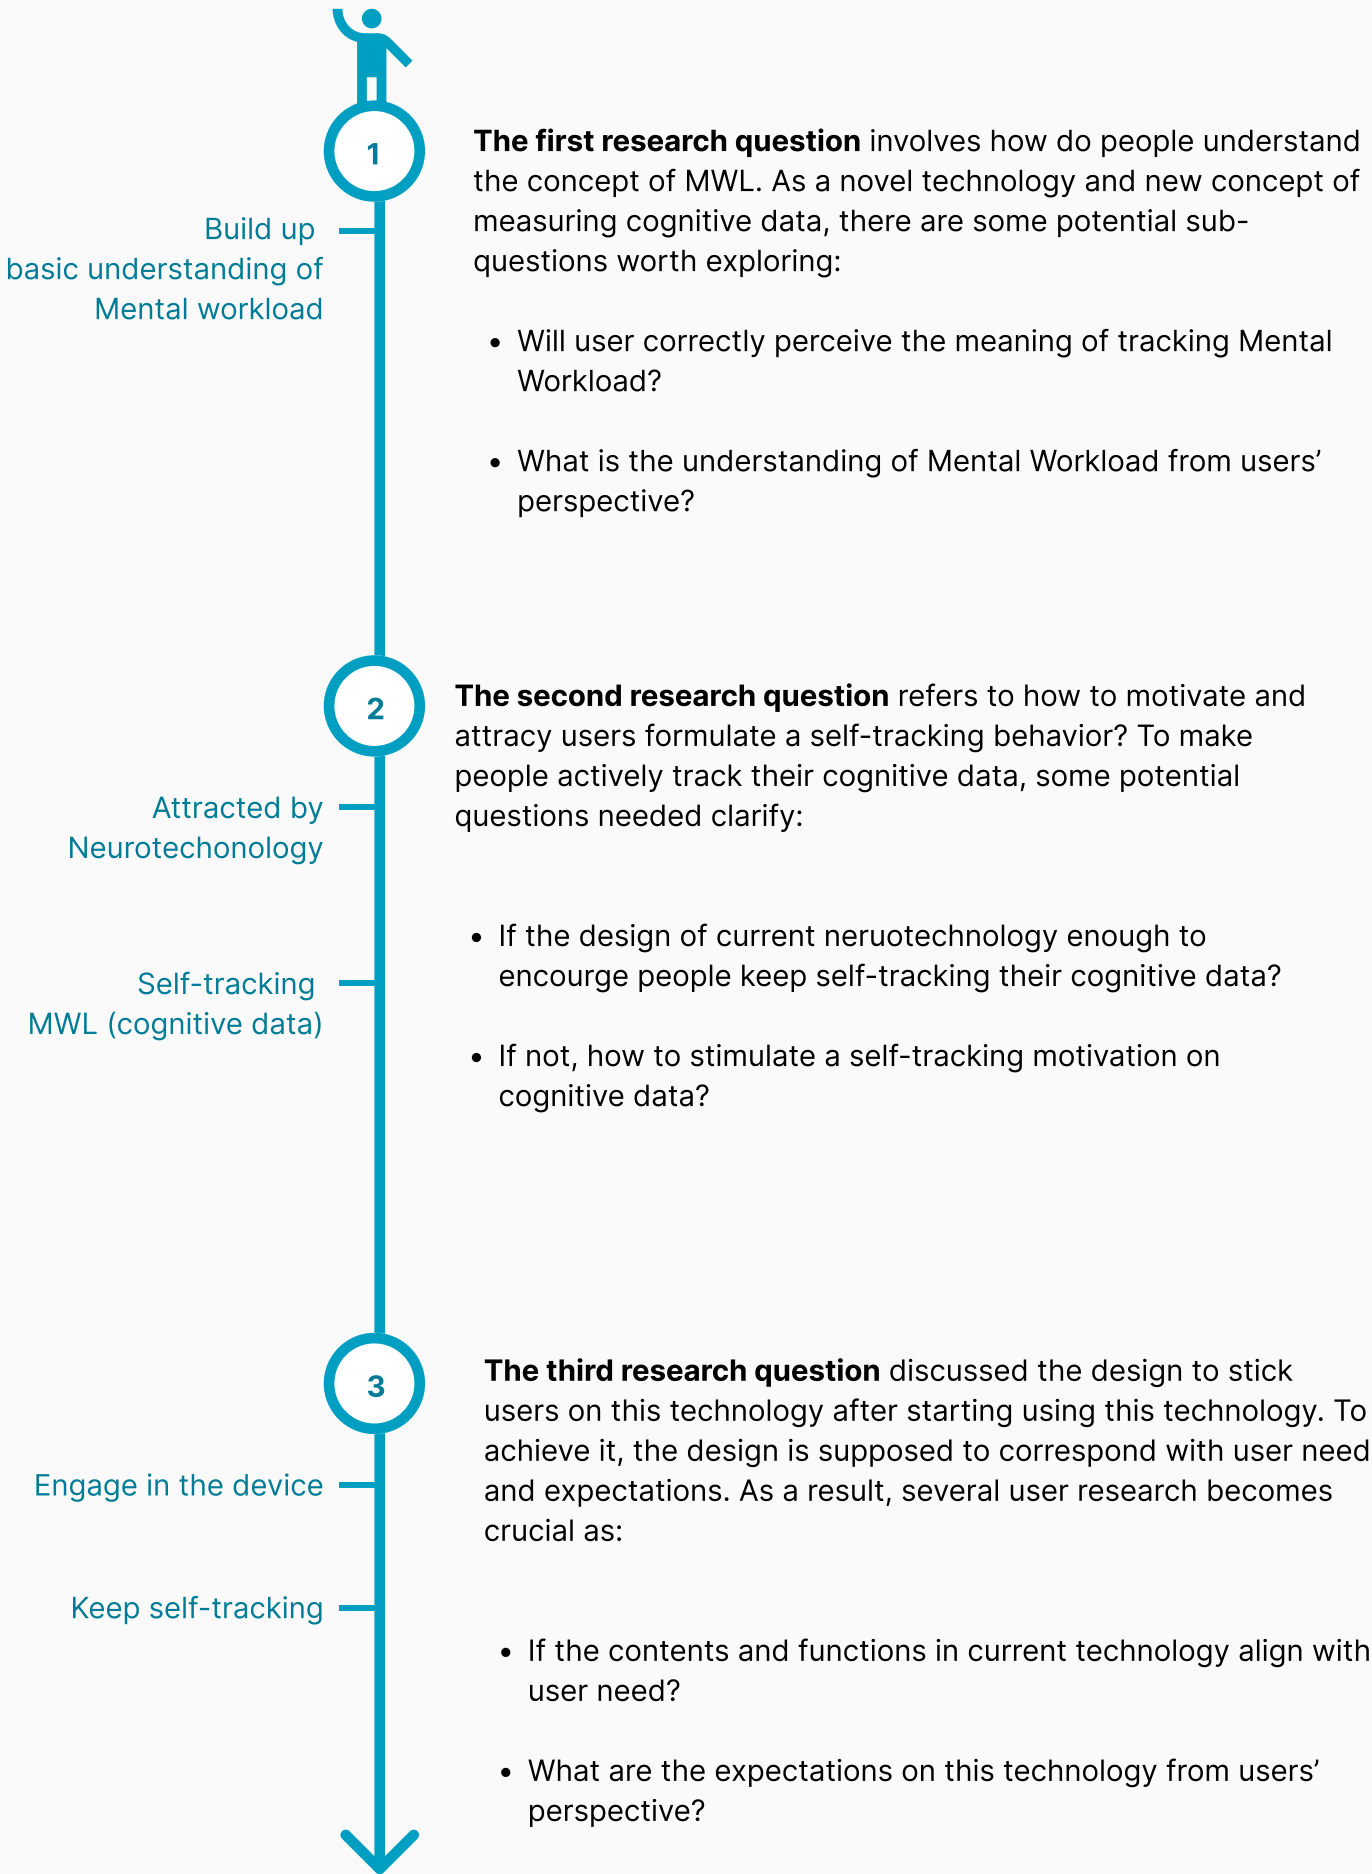 1
Build up
basic understanding of
Mental workload
The first research question involves how do people understand
the concept of MWL. As a novel technology and new concept of
measuring cognitive data, there are some potential sub-
questions worth exploring:
• Will user correctly perceive the meaning of tracking Mental
Workload?
• What is the understanding of Mental Workload from users’
perspective?
2
Attracted by
Neurotechonology
Self-tracking
MWL (cognitive data)
The second research question refers to how to motivate and
attracy users formulate a self-tracking behavior? To make
people actively track their cognitive data, some potential
questions needed clarify:
• If the design of current neruotechnology enough to
encourge people keep self-tracking their cognitive data?
• If not, how to stimulate a self-tracking motivation on
cognitive data?
3
Engage in the device
Keep self-tracking
The third research question discussed the design to stick
users on this technology after starting using this technology. To
achieve it, the design is supposed to correspond with user need
and expectations. As a result, several user research becomes
crucial as:
• If the contents and functions in current technology align with
user need?
• What are the expectations on this technology from users’
perspective?